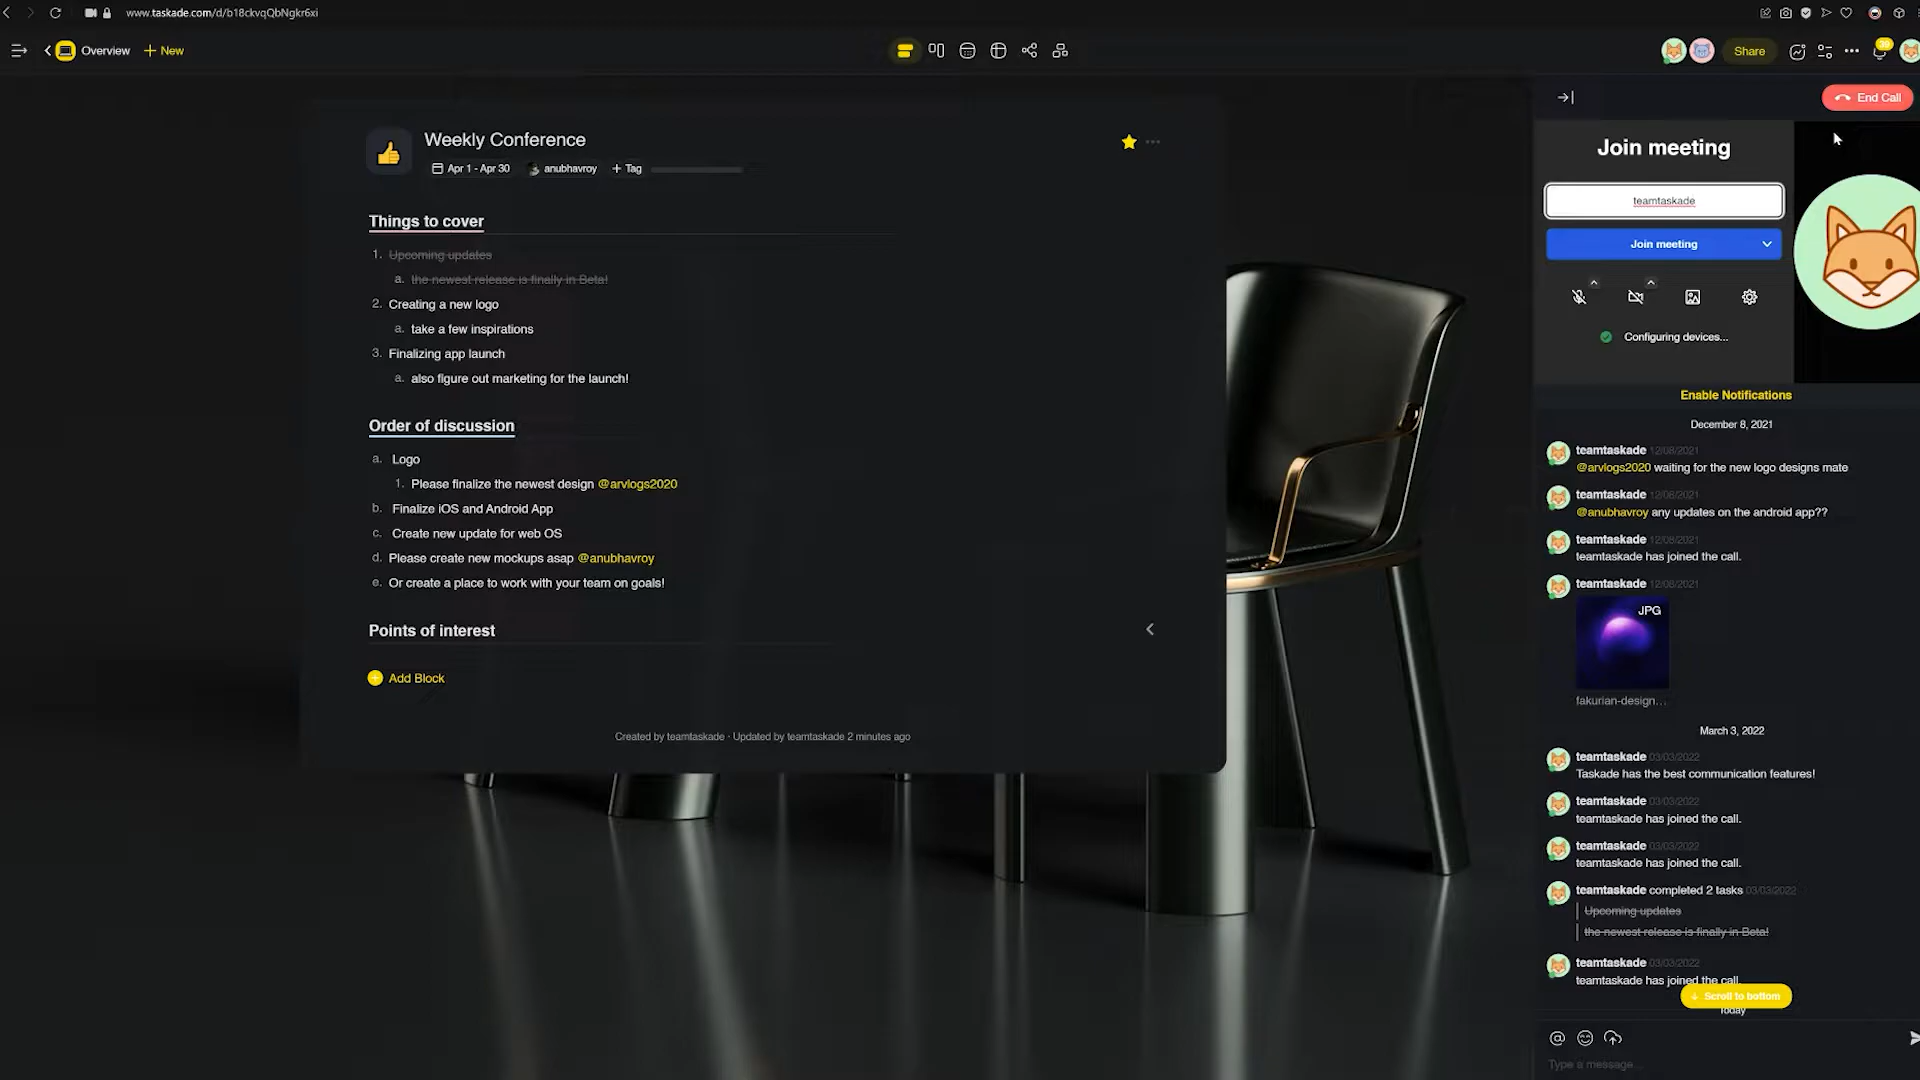 www.taskade.com/d/b18ckvqQbNgkr6xi
Overview
New
Share
End Call
Weekly Conference
Apr 1 - Apr 30
anubhavroy
+ Tag
Things to cover
1. Upcoming updates
a. the newest release is finally in Beta!
2. Creating a new logo
a. take a few inspirations
3. Finalizing app launch
a. also figure out marketing for the launch!
Order of discussion
a. Logo
1. Please finalize the newest design @arvlogs2020
b. Finalize iOS and Android App
c. Create new update for web OS
d. Please create new mockups asap @anubhavroy
e. Or create a place to work with your team on goals!
Points of interest
Add Block
Created by teamtaskade · Updated by teamtaskade 2 minutes ago
Join meeting
teamtaskade
Join meeting
Configuring devices...
Enable Notifications
December 8, 2021
teamtaskade 12/08/2021
@arvlogs2020 waiting for the new logo designs mate
teamtaskade 12/08/2021
@anubhavroy any updates on the android app??
teamtaskade 12/08/2021
teamtaskade has joined the call.
teamtaskade 12/08/2021
JPG
fakurian-design...
March 3, 2022
teamtaskade 03/03/2022
Taskade has the best communication features!
teamtaskade 03/03/2022
teamtaskade has joined the call.
teamtaskade 03/03/2022
teamtaskade has joined the call.
teamtaskade completed 2 tasks 03/03/2022
Upcoming updates
the newest release is finally in Beta!
teamtaskade 03/03/2022
teamtaskade has joined the call.
Scroll to bottom
Today
Type a message...